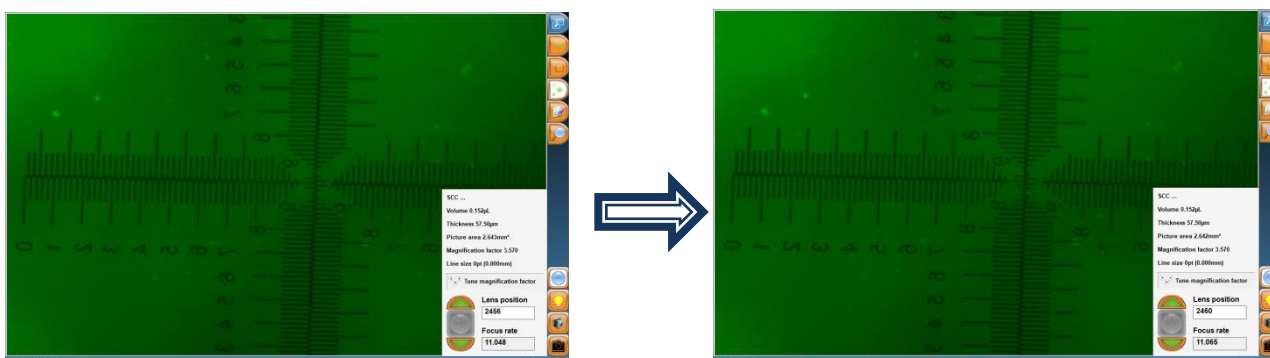 SCC ...
Volume 0.152µL
Thickness 57.50µm
Picture area 2.643mm²
Magnification factor 3.570
Line size 0pt (0.000mm)
Tune magnification factor
Lens position
2456
Focus rate
11.048
SCC ...
Volume 0.152µL
Thickness 57.50µm
Picture area 2.642mm²
Magnification factor 3.570
Line size 0pt (0.000mm)
Tune magnification factor
Lens position
2460
Focus rate
11.065